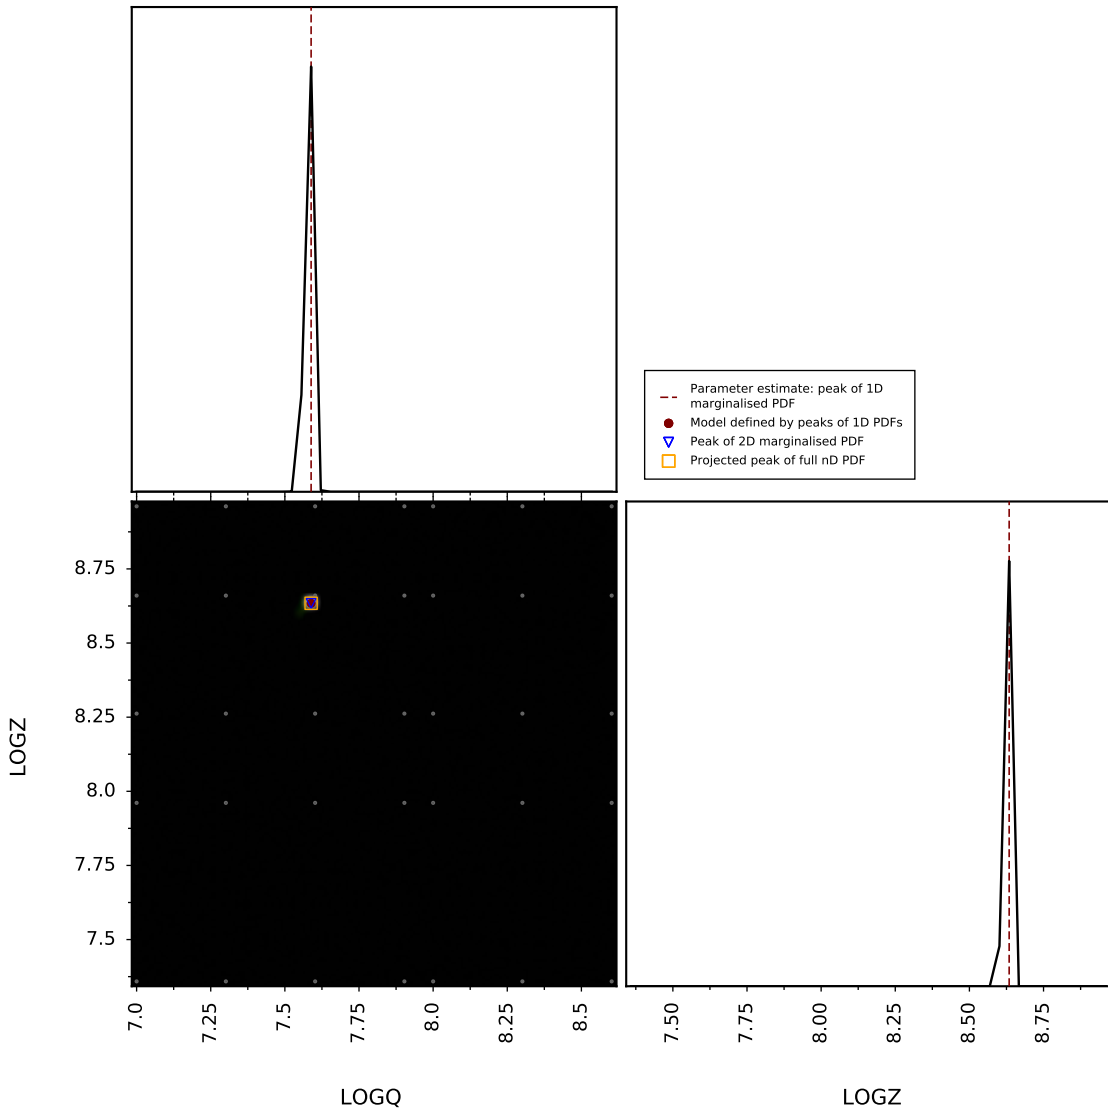 Parameter estimate: peak of 1D
marginalised PDF
Model defined by peaks of 1D PDFs
Peak of 2D marginalised PDF
Projected peak of full nD PDF
8.75
8.5
8.25
8.0
7.75
7.5
LOGZ
7.0
7.25
7.5
7.75
8.0
8.25
8.5
LOGQ
7.50
7.75
8.00
8.25
8.50
8.75
LOGZ